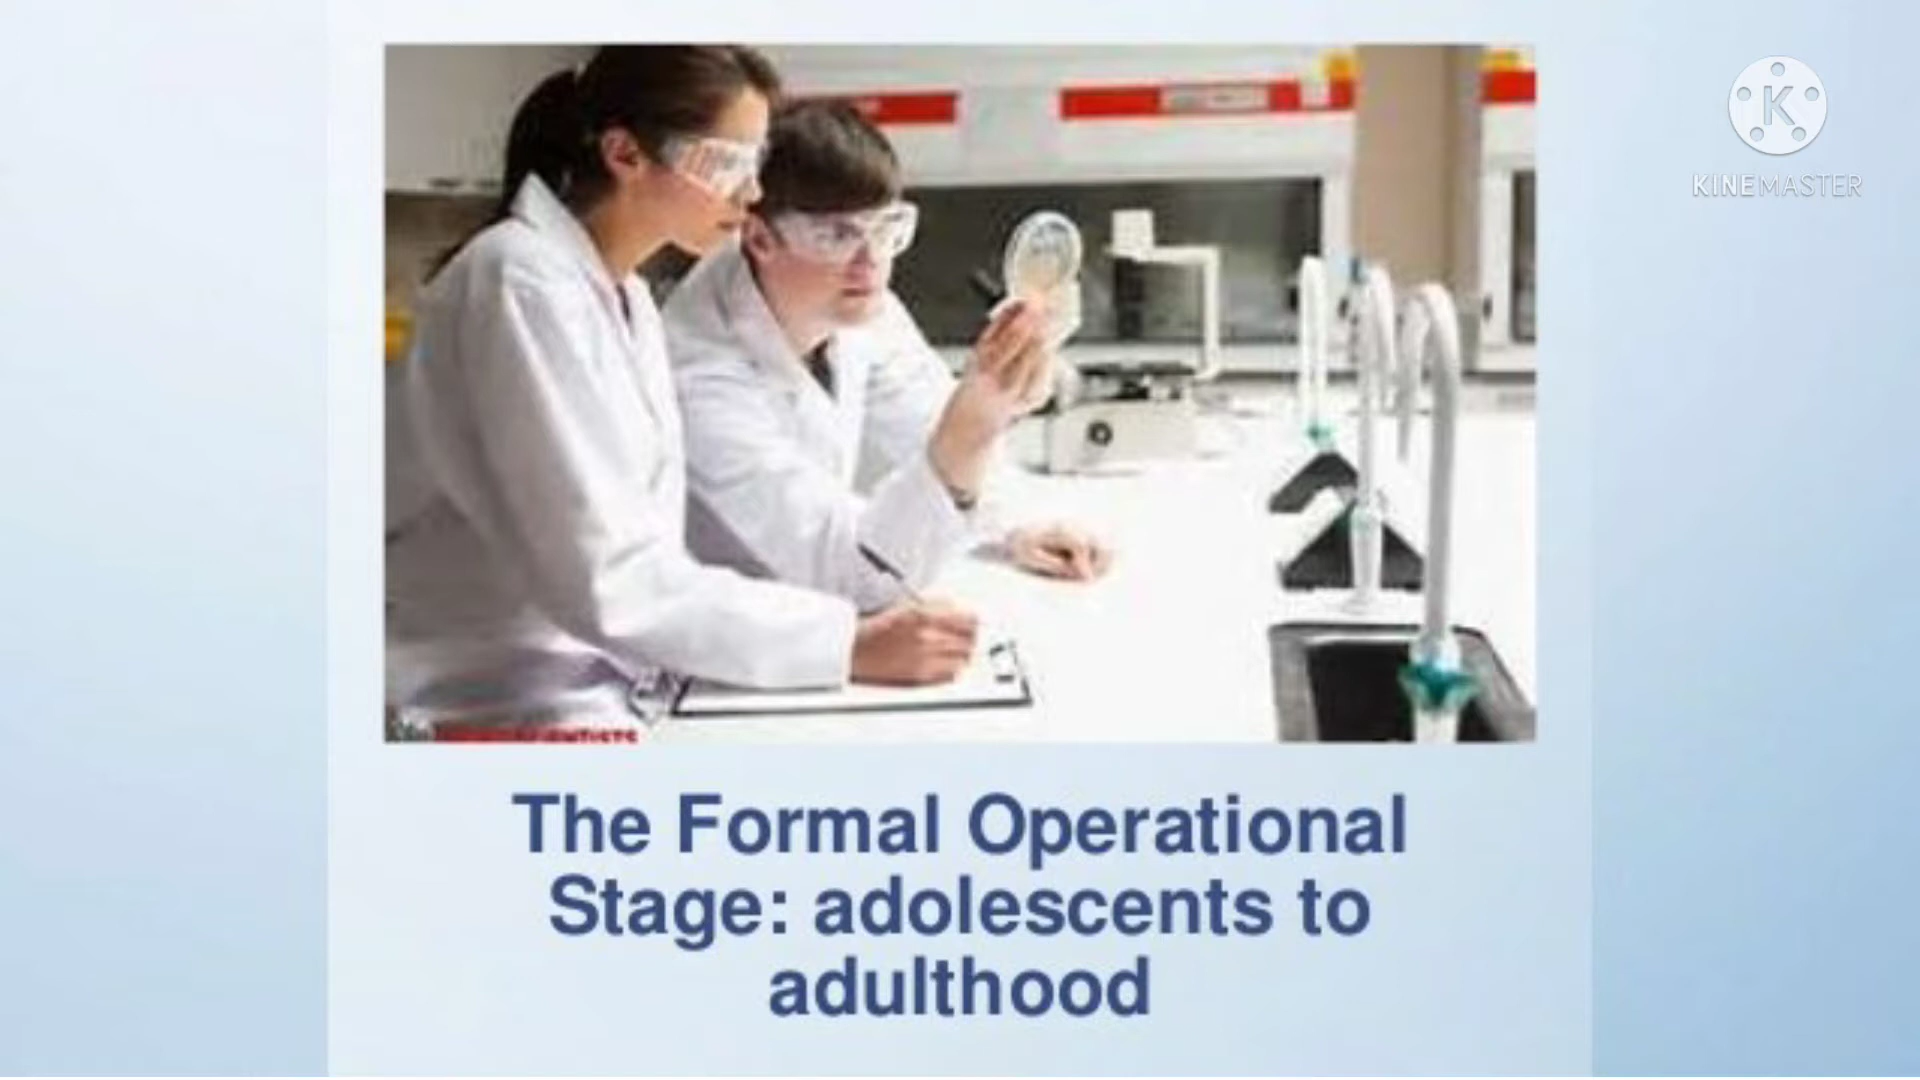 K
KINEMASTER
The Formal Operational
Stage: adolescents to
adulthood